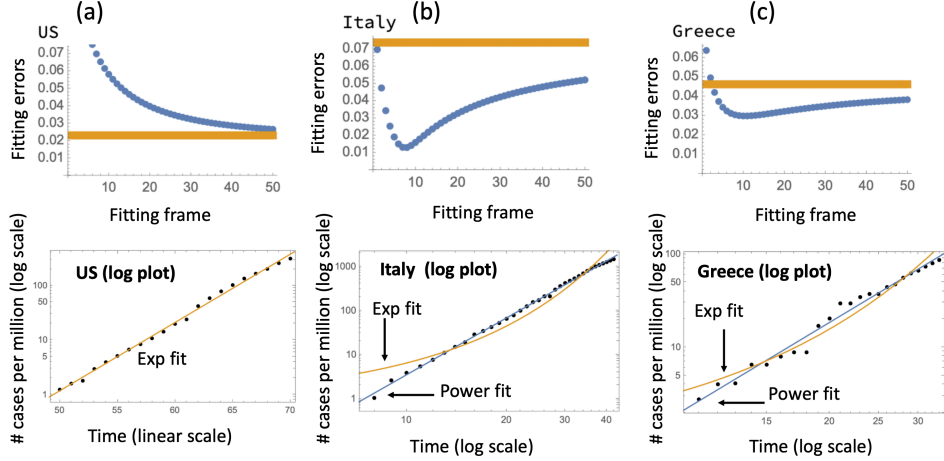 (a)
US
0.07
0.06
0.05
0.04
0.03
0.02
0.01
10
20
30
40
50
Fitting errors
Fitting frame
(b)
Italy
0.07
0.06
0.05
0.04
0.03
0.02
0.01
10
20
30
40
50
Fitting errors
Fitting frame
(c)
Greece
0.06
0.05
0.04
0.03
0.02
0.01
10
20
30
40
50
Fitting errors
Fitting frame
# cases per million (log scale)
US (log plot)
100
50
10
5
1
Exp fit
50
55
60
65
70
Time (linear scale)
# cases per million (log scale)
Italy (log plot)
1000
100
10
1
Exp fit
Power fit
10
20
30
40
Time (log scale)
# cases per million (log scale)
Greece (log plot)
100
50
10
5
Exp fit
Power fit
15
20
25
30
Time (log scale)